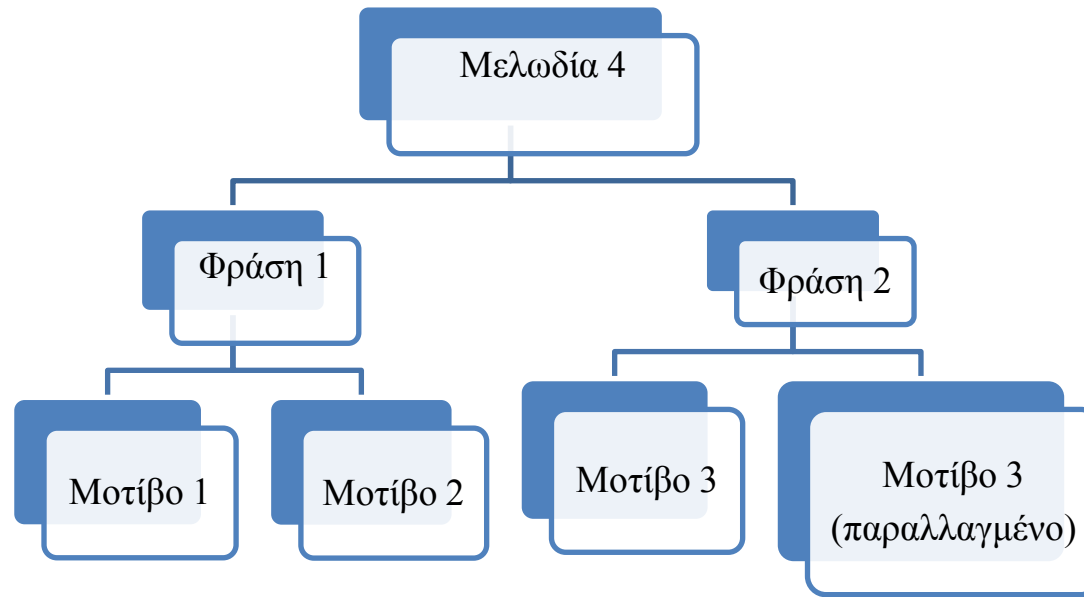 Μελωδία 4
Φράση 1
Φράση 2
Μοτίβο 1
Μοτίβο 2
Μοτίβο 3
Μοτίβο 3
(παραλλαγμένο)